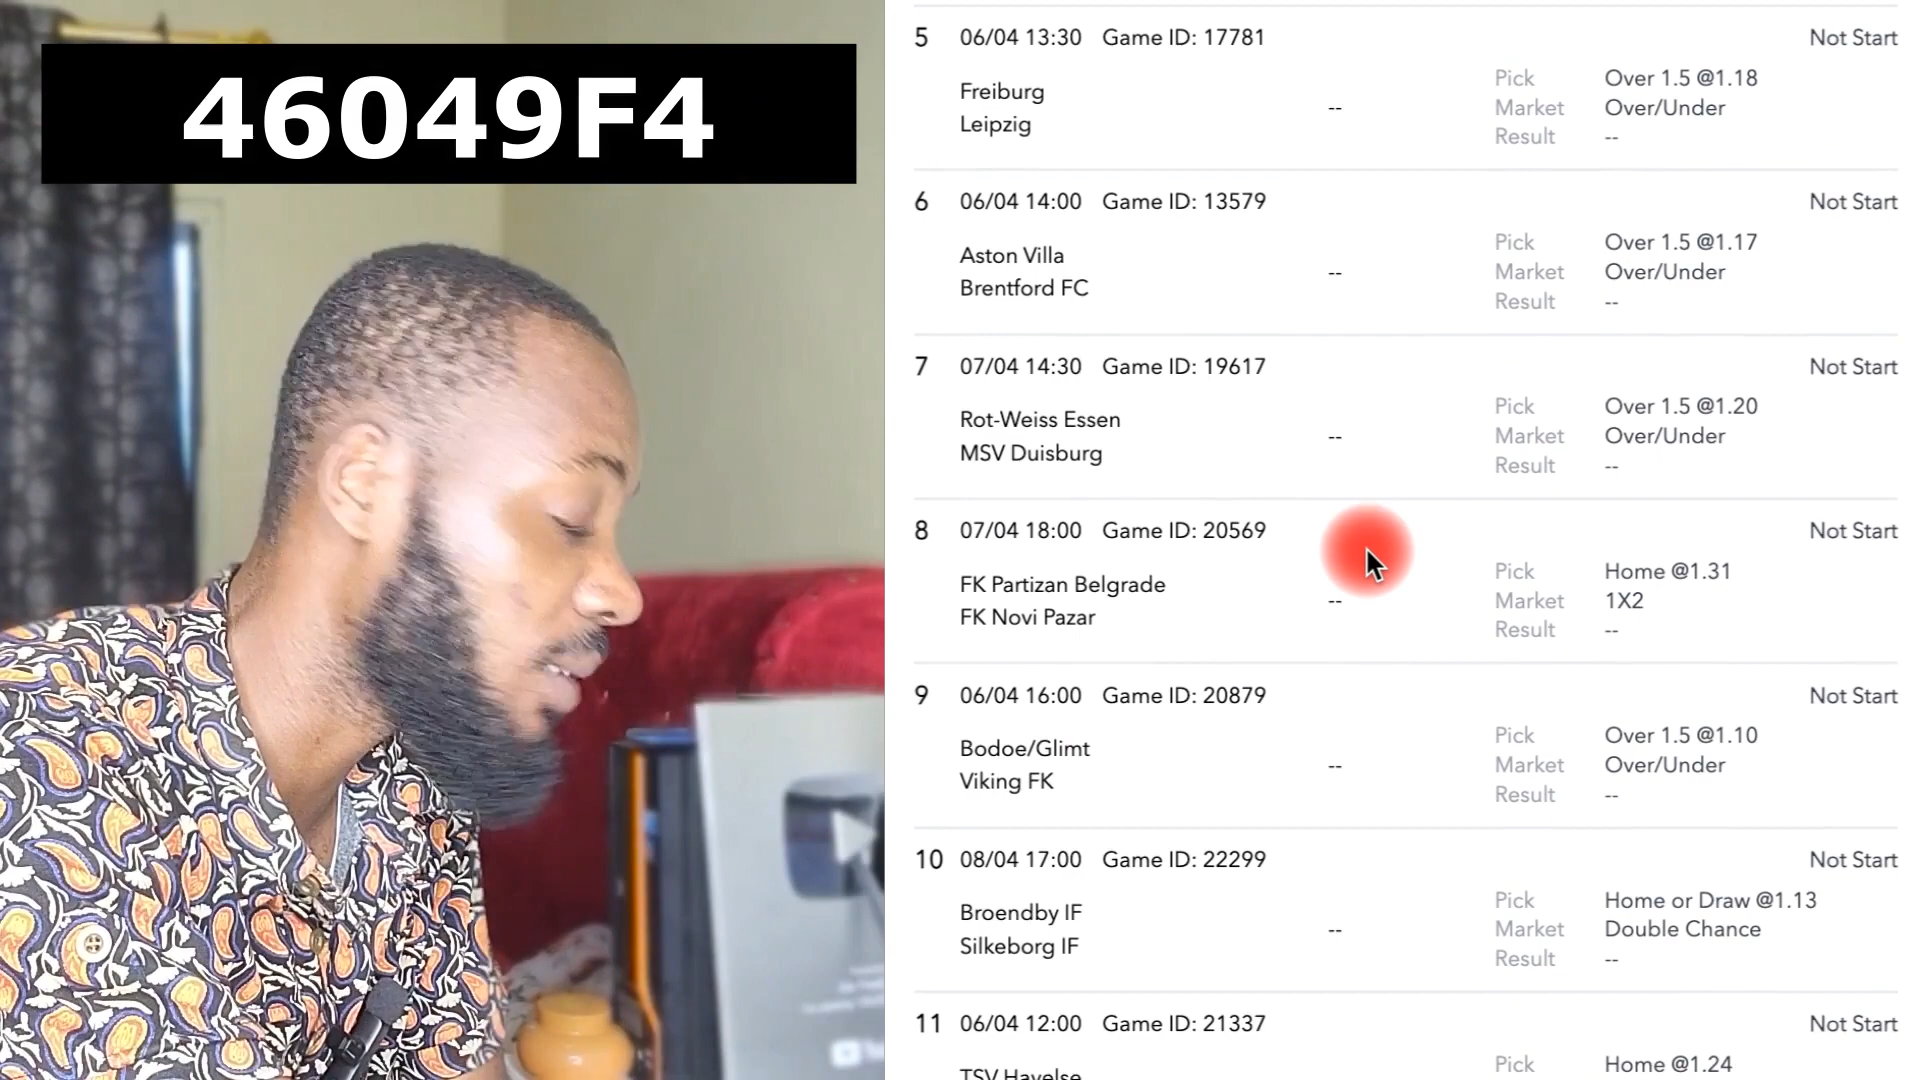 46049F4
5 06/04 13:30 Game ID: 17781 Not Start
Freiburg
Leipzig
--
Pick Over 1.5 @1.18
Market Over/Under
Result --
6 06/04 14:00 Game ID: 13579 Not Start
Aston Villa
Brentford FC
--
Pick Over 1.5 @1.17
Market Over/Under
Result --
7 07/04 14:30 Game ID: 19617 Not Start
Rot-Weiss Essen
MSV Duisburg
--
Pick Over 1.5 @1.20
Market Over/Under
Result --
8 07/04 18:00 Game ID: 20569 Not Start
FK Partizan Belgrade
FK Novi Pazar
--
Pick Home @1.31
Market 1X2
Result --
9 06/04 16:00 Game ID: 20879 Not Start
Bodoe/Glimt
Viking FK
--
Pick Over 1.5 @1.10
Market Over/Under
Result --
10 08/04 17:00 Game ID: 22299 Not Start
Broendby IF
Silkeborg IF
--
Pick Home or Draw @1.13
Market Double Chance
Result --
11 06/04 12:00 Game ID: 21337 Not Start
TSV Havelse
Pick Home @1.24